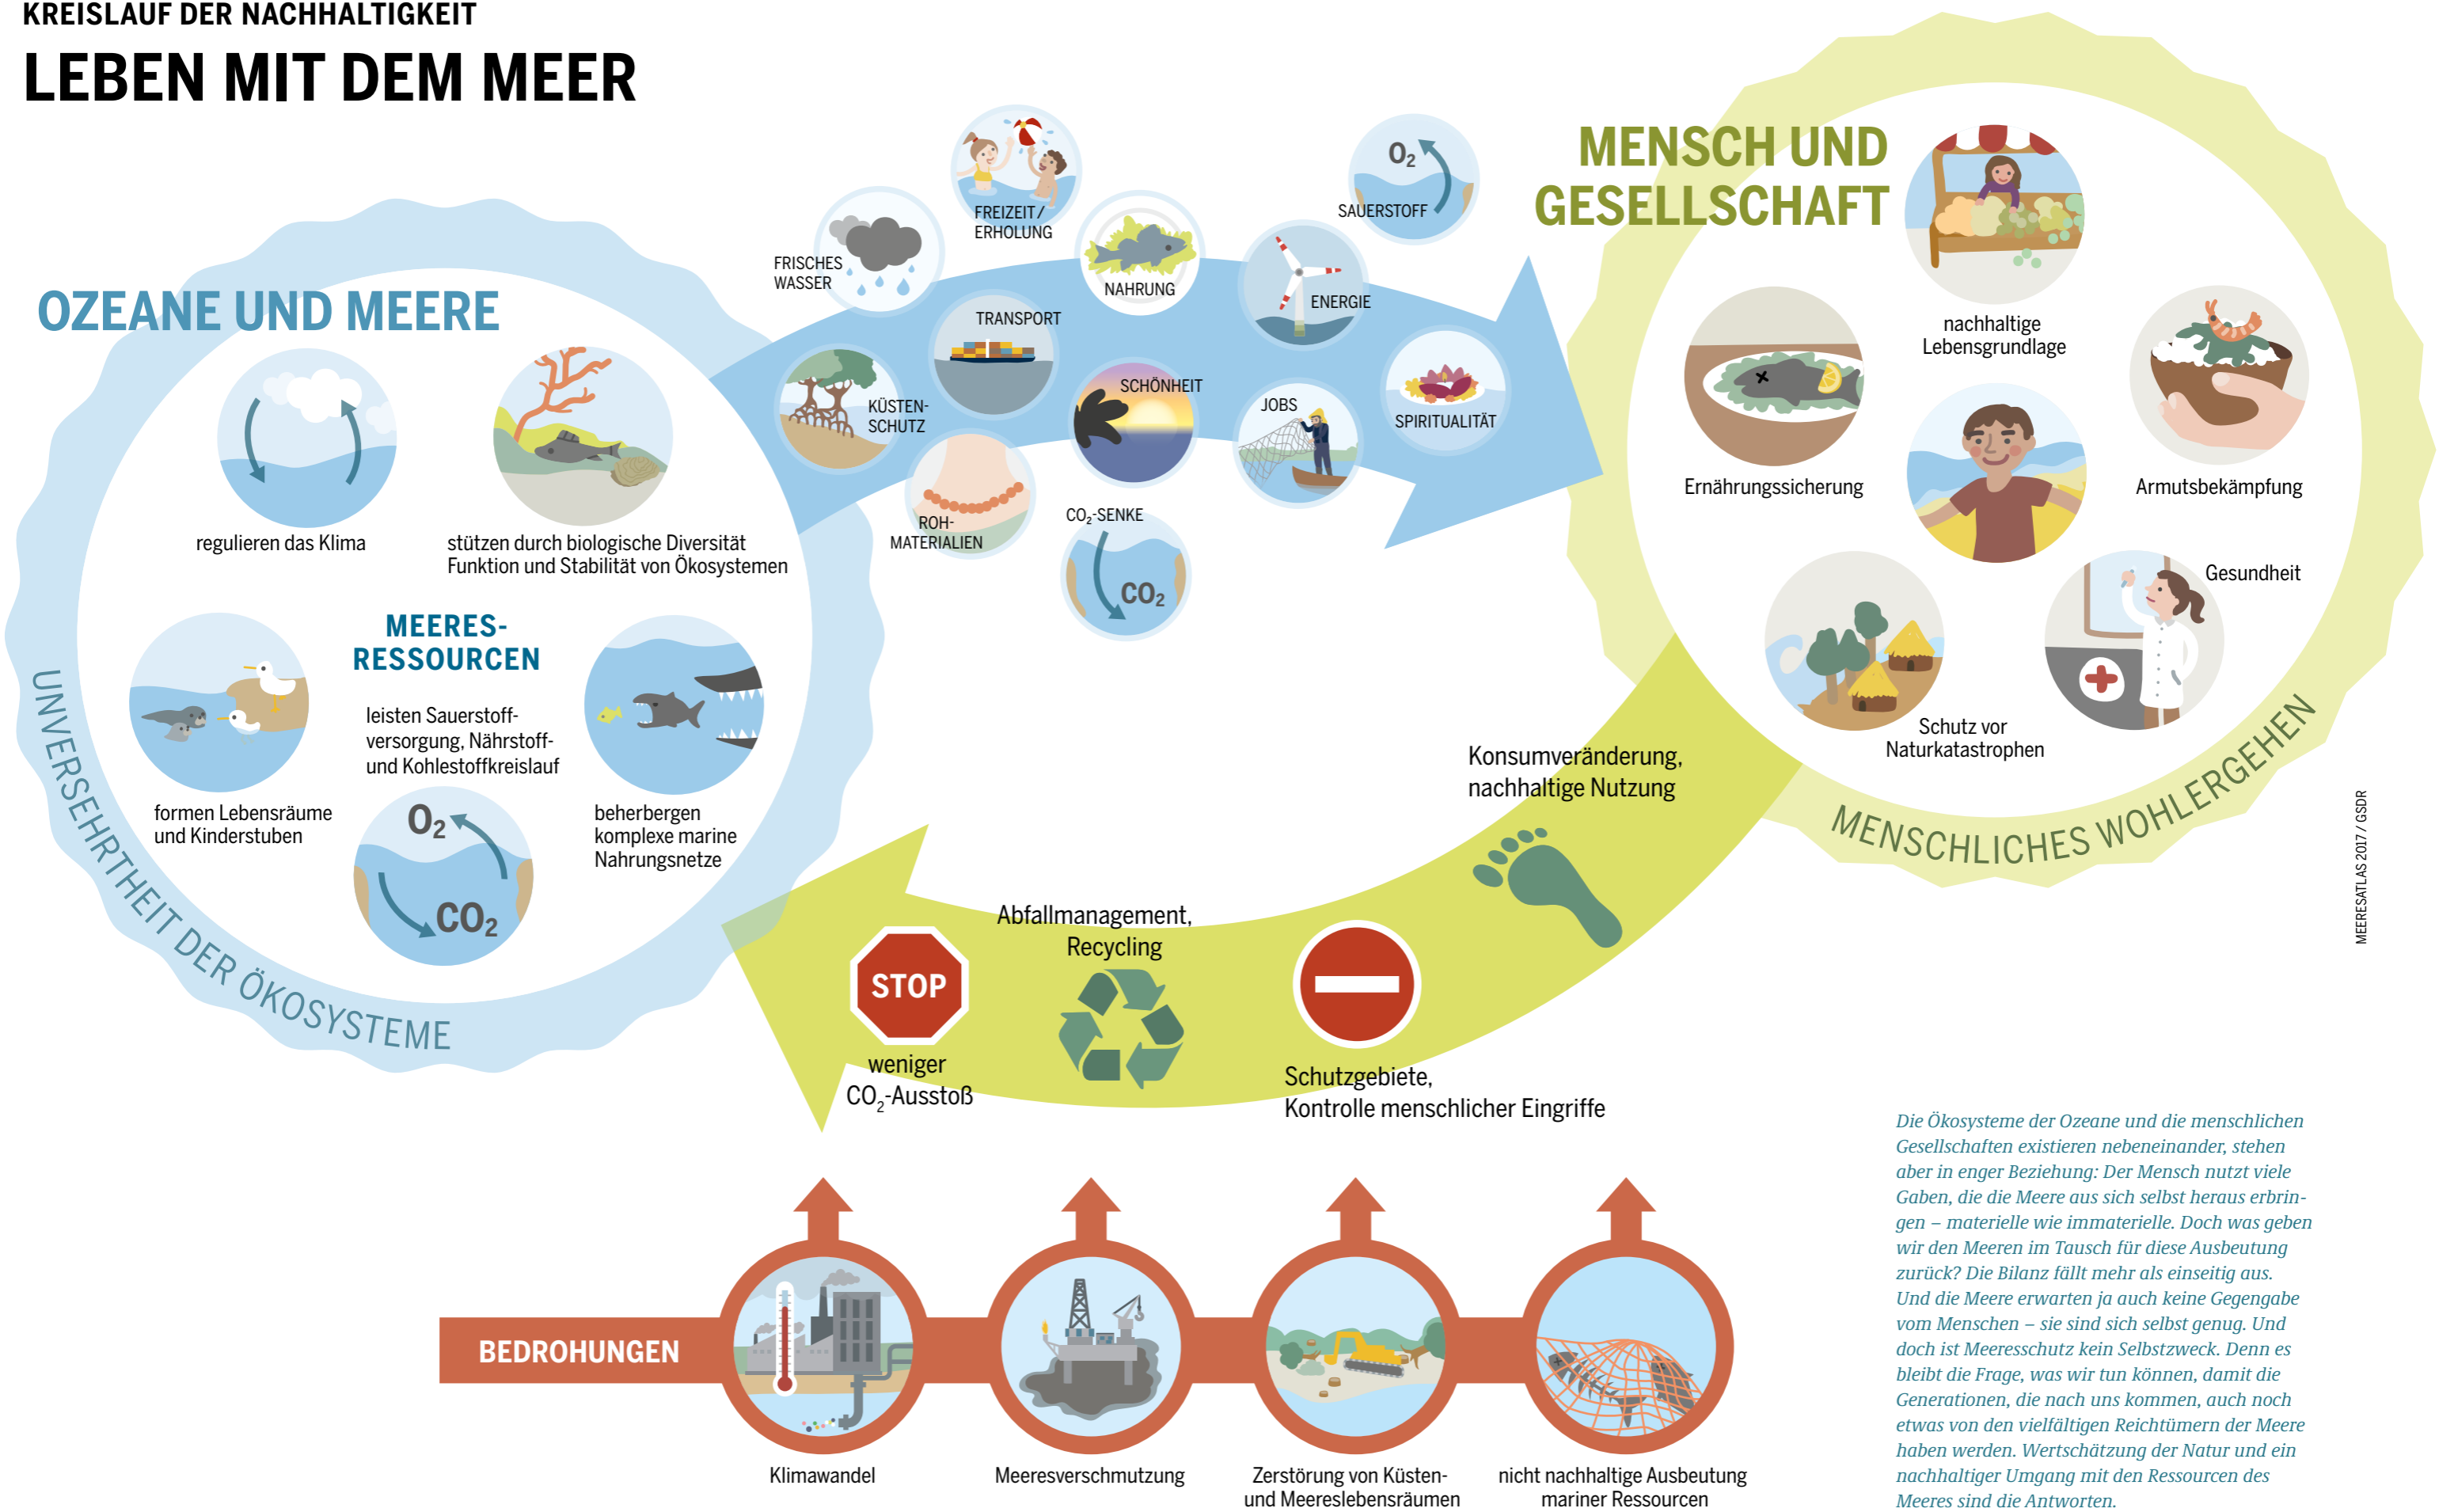 KREISLAUF DER NACHHALTIGKEIT
LEBEN MIT DEM MEER
OZEANE UND MEERE
regulieren das Klima
stützen durch biologische Diversität
Funktion und Stabilität von Ökosystemen
MEERES-
RESSOURCEN
formen Lebensräume
und Kinderstuben
leisten Sauerstoff-
versorgung, Nährstoff-
und Kohlestoffkreislauf
O₂
CO₂
beherbergen
komplexe marine
Nahrungsnetze
UNVERSEHRTHEIT DER ÖKOSYSTEME
FRISCHES
WASSER
FREIZEIT/
ERHOLUNG
NAHRUNG
O₂
SAUERSTOFF
TRANSPORT
ENERGIE
KÜSTEN-
SCHUTZ
SCHÖNHEIT
JOBS
SPIRITUALITÄT
ROH-
MATERIALIEN
CO₂-SENKE
CO₂
MENSCH UND
GESELLSCHAFT
nachhaltige
Lebensgrundlage
Ernährungssicherung
Armutsbekämpfung
Schutz vor
Naturkatastrophen
Gesundheit
MENSCHLICHES WOHLERGEHEN
Konsumveränderung,
nachhaltige Nutzung
Schutzgebiete,
Kontrolle menschlicher Eingriffe
Abfallmanagement,
Recycling
STOP
weniger
CO₂-Ausstoß
BEDROHUNGEN
Klimawandel
Meeresverschmutzung
Zerstörung von Küsten-
und Meereslebensräumen
nicht nachhaltige Ausbeutung
mariner Ressourcen
MEERESATLAS 2017 / GSDR
Die Ökosysteme der Ozeane und die menschlichen
Gesellschaften existieren nebeneinander, stehen
aber in enger Beziehung: Der Mensch nutzt viele
Gaben, die die Meere aus sich selbst heraus erbrin-
gen – materielle wie immaterielle. Doch was geben
wir den Meeren im Tausch für diese Ausbeutung
zurück? Die Bilanz fällt mehr als einseitig aus.
Und die Meere erwarten ja auch keine Gegengabe
vom Menschen – sie sind sich selbst genug. Und
doch ist Meeresschutz kein Selbstzweck. Denn es
bleibt die Frage, was wir tun können, damit die
Generationen, die nach uns kommen, auch noch
etwas von den vielfältigen Reichtümern der Meere
haben werden. Wertschätzung der Natur und ein
nachhaltiger Umgang mit den Ressourcen des
Meeres sind die Antworten.